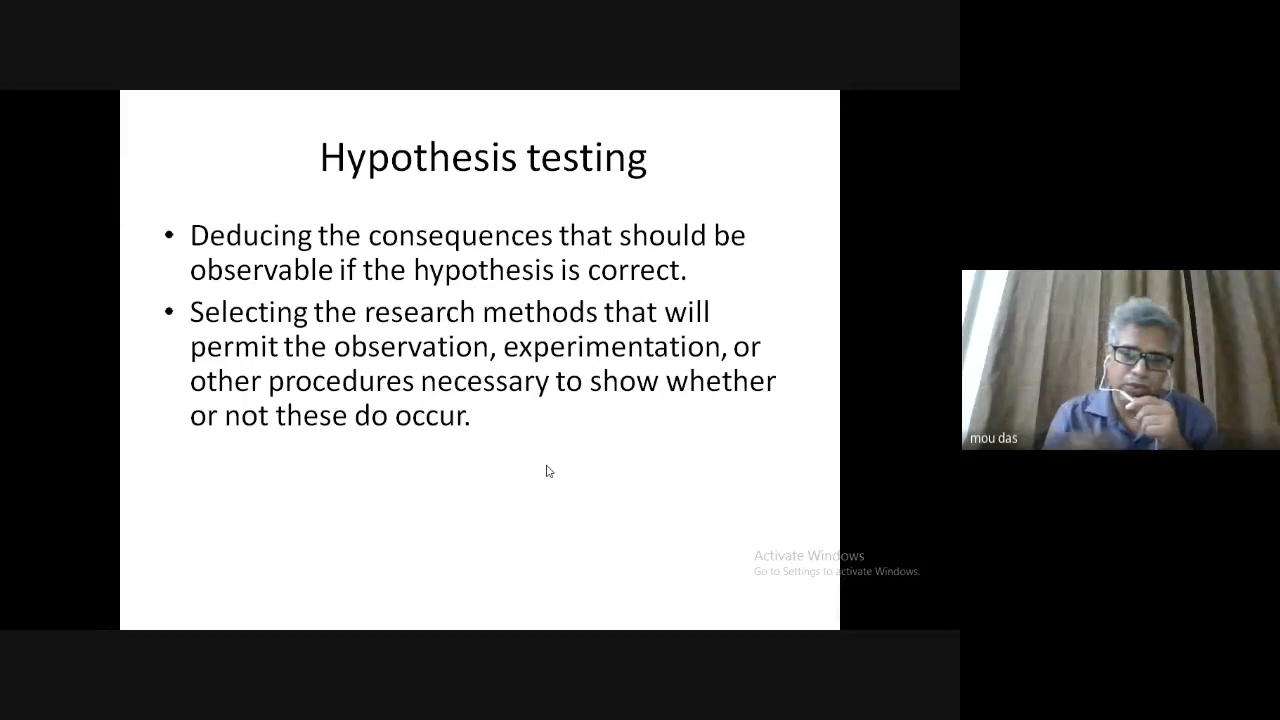 Hypothesis testing
• Deducing the consequences that should be
observable if the hypothesis is correct.
• Selecting the research methods that will
permit the observation, experimentation, or
other procedures necessary to show whether
or not these do occur.
mou das
Activate Windows
Go to Settings to activate Windows.